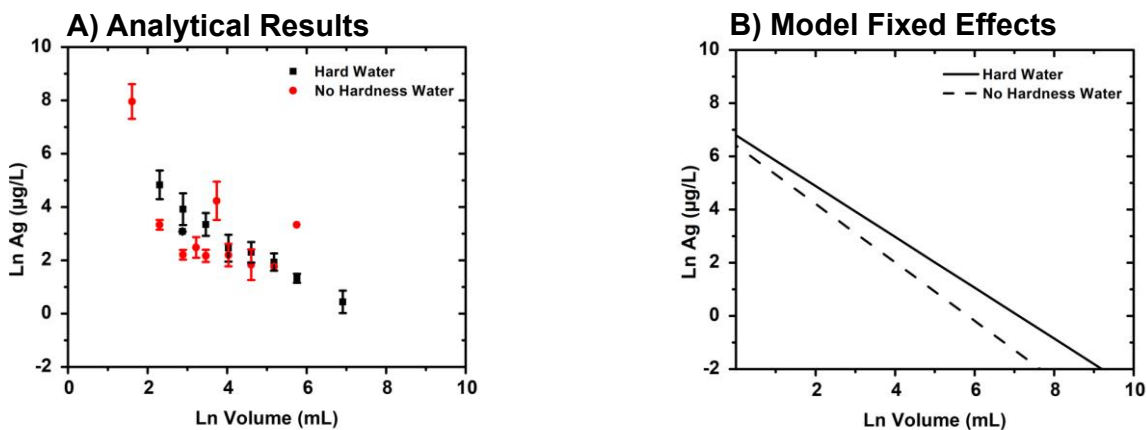 A) Analytical Results
10
8
6
4
2
0
-2
Ln Ag (µg/L)
Hard Water
No Hardness Water
0
2
4
6
8
10
Ln Volume (mL)
B) Model Fixed Effects
10
8
6
4
2
0
-2
Ln Ag (µg/L)
Hard Water
No Hardness Water
2
4
6
8
10
Ln Volume (mL)